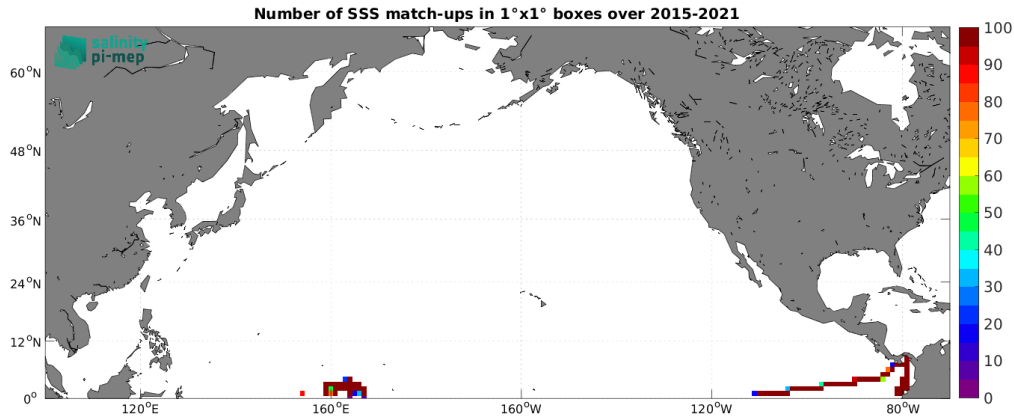 Number of SSS match-ups in 1°x1° boxes over 2015-2021
salinity
pi-mep
60°N
48°N
36°N
24°N
12°N
0°
120°E
160°E
160°W
120°W
80°W
100
90
80
70
60
50
40
30
20
10
0